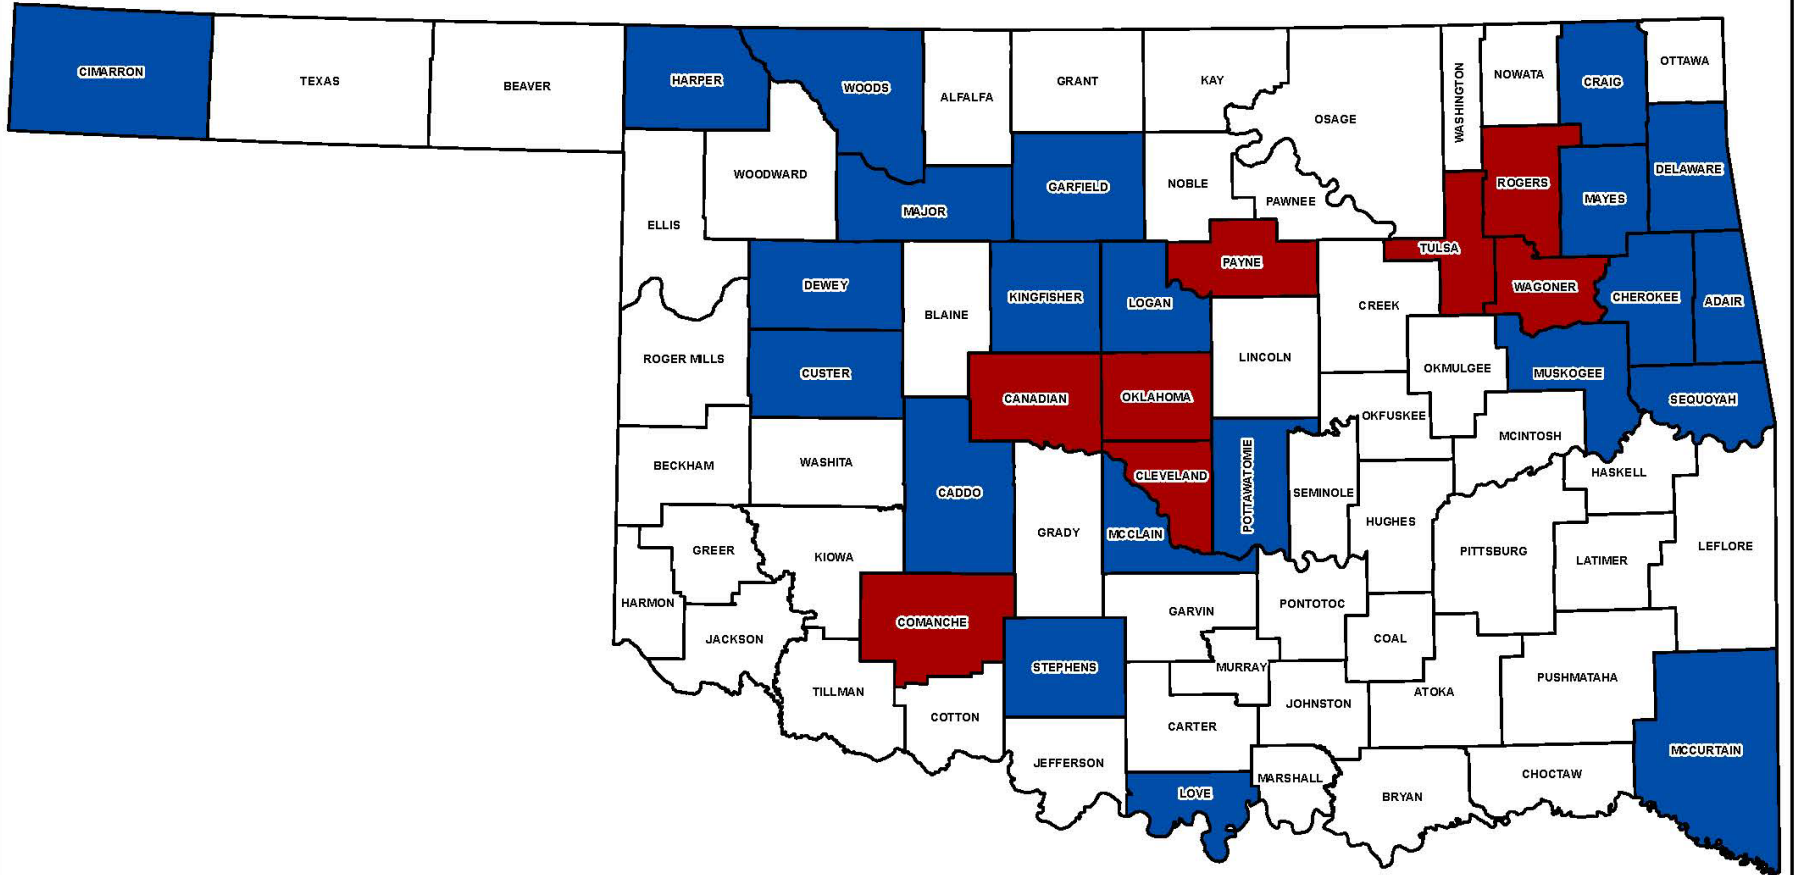 CIMARRON
TEXAS
BEAVER
HARPER
WOODS
ALFALFA
GRANT
KAY
OSAGE
WASHINGTON
NOWATA
CRAIG
OTTAWA
WOODWARD
ELLIS
MAJOR
GARFIELD
NOBLE
PAWNEE
ROGERS
MAYES
DELAWARE
DEWEY
BLAINE
KINGFISHER
LOGAN
PAYNE
TULSA
CREEK
WAGONER
CHEROKEE
ADAIR
ROGER MILLS
CUSTER
CANADIAN
OKLAHOMA
LINCOLN
OKMULGEE
MUSKOGEE
SEQUOYAH
OKFUSKEE
MCINTOSH
BECKHAM
WASHITA
CADDO
GRADY
CLEVELAND
MCCLAIN
POTTAWATOMIE
SEMINOLE
HUGHES
HASKELL
PITTSBURG
LATIMER
LEFLORE
GREER
KIOWA
HARMON
JACKSON
COMANCHE
GARVIN
PONTOTOC
COAL
TILLMAN
COTTON
STEPHENS
MURRAY
JOHNSTON
ATOKA
PUSHMATAHA
CARTER
JEFFERSON
LOVE
MARSHALL
BRYAN
CHOCTAW
MCCURTAIN